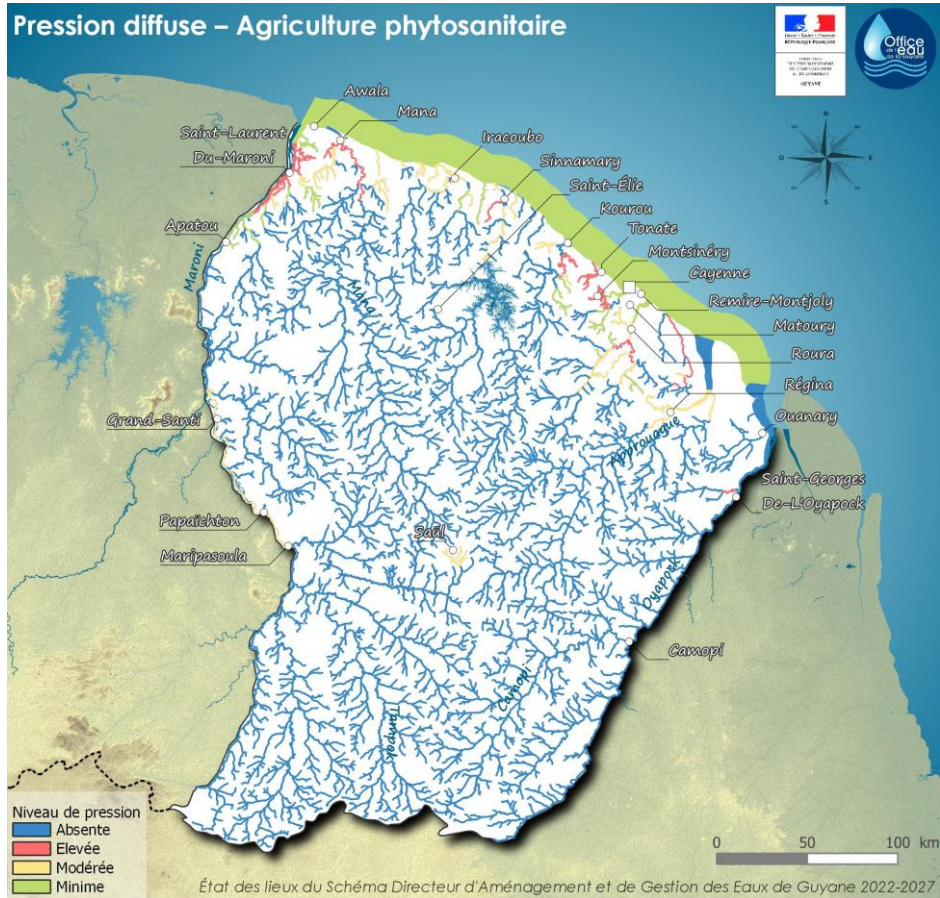 Pression diffuse – Agriculture phytosanitaire
RÉPUBLIQUE FRANÇAISE
GUYANE
Office
de l'eau
de la Guyane
Awala
Mana
Saint-Laurent
Du-Maroni
Iracoubo
Sinnamary
Saint-Élie
Kourou
Tonate
Montsinéry
Cayenne
Remire-Montjoly
Matoury
Roura
Régina
Ouanary
Saint-Georges
De-L'Oyapock
Apatou
Maroni
Mana
Grand-Santi
Approuague
Papaïchton
Maripasoula
Saül
Oyapock
Camopi
Camopi
Tampok
N
O
E
S
Niveau de pression
Absente
Elevée
Modérée
Minime
0 50 100 km
État des lieux du Schéma Directeur d'Aménagement et de Gestion des Eaux de Guyane 2022-2027